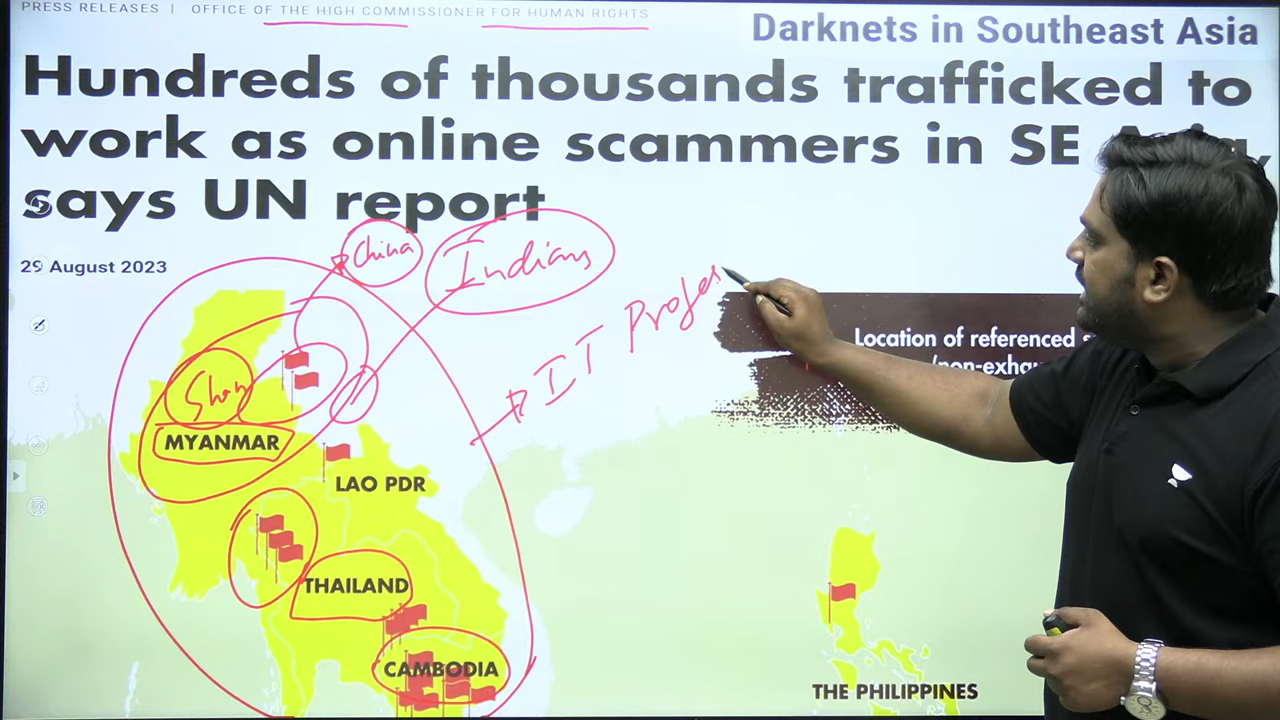 PRESS RELEASES | OFFICE OF THE HIGH COMMISSIONER FOR HUMAN RIGHTS
Darknets in Southeast Asia
Hundreds of thousands trafficked to
work as online scammers in SE
says UN report
29 August 2023
China
Indians
IT Profes
Location of referenced
Shan
MYANMAR
LAO PDR
THAILAND
CAMBODIA
THE PHILIPPINES